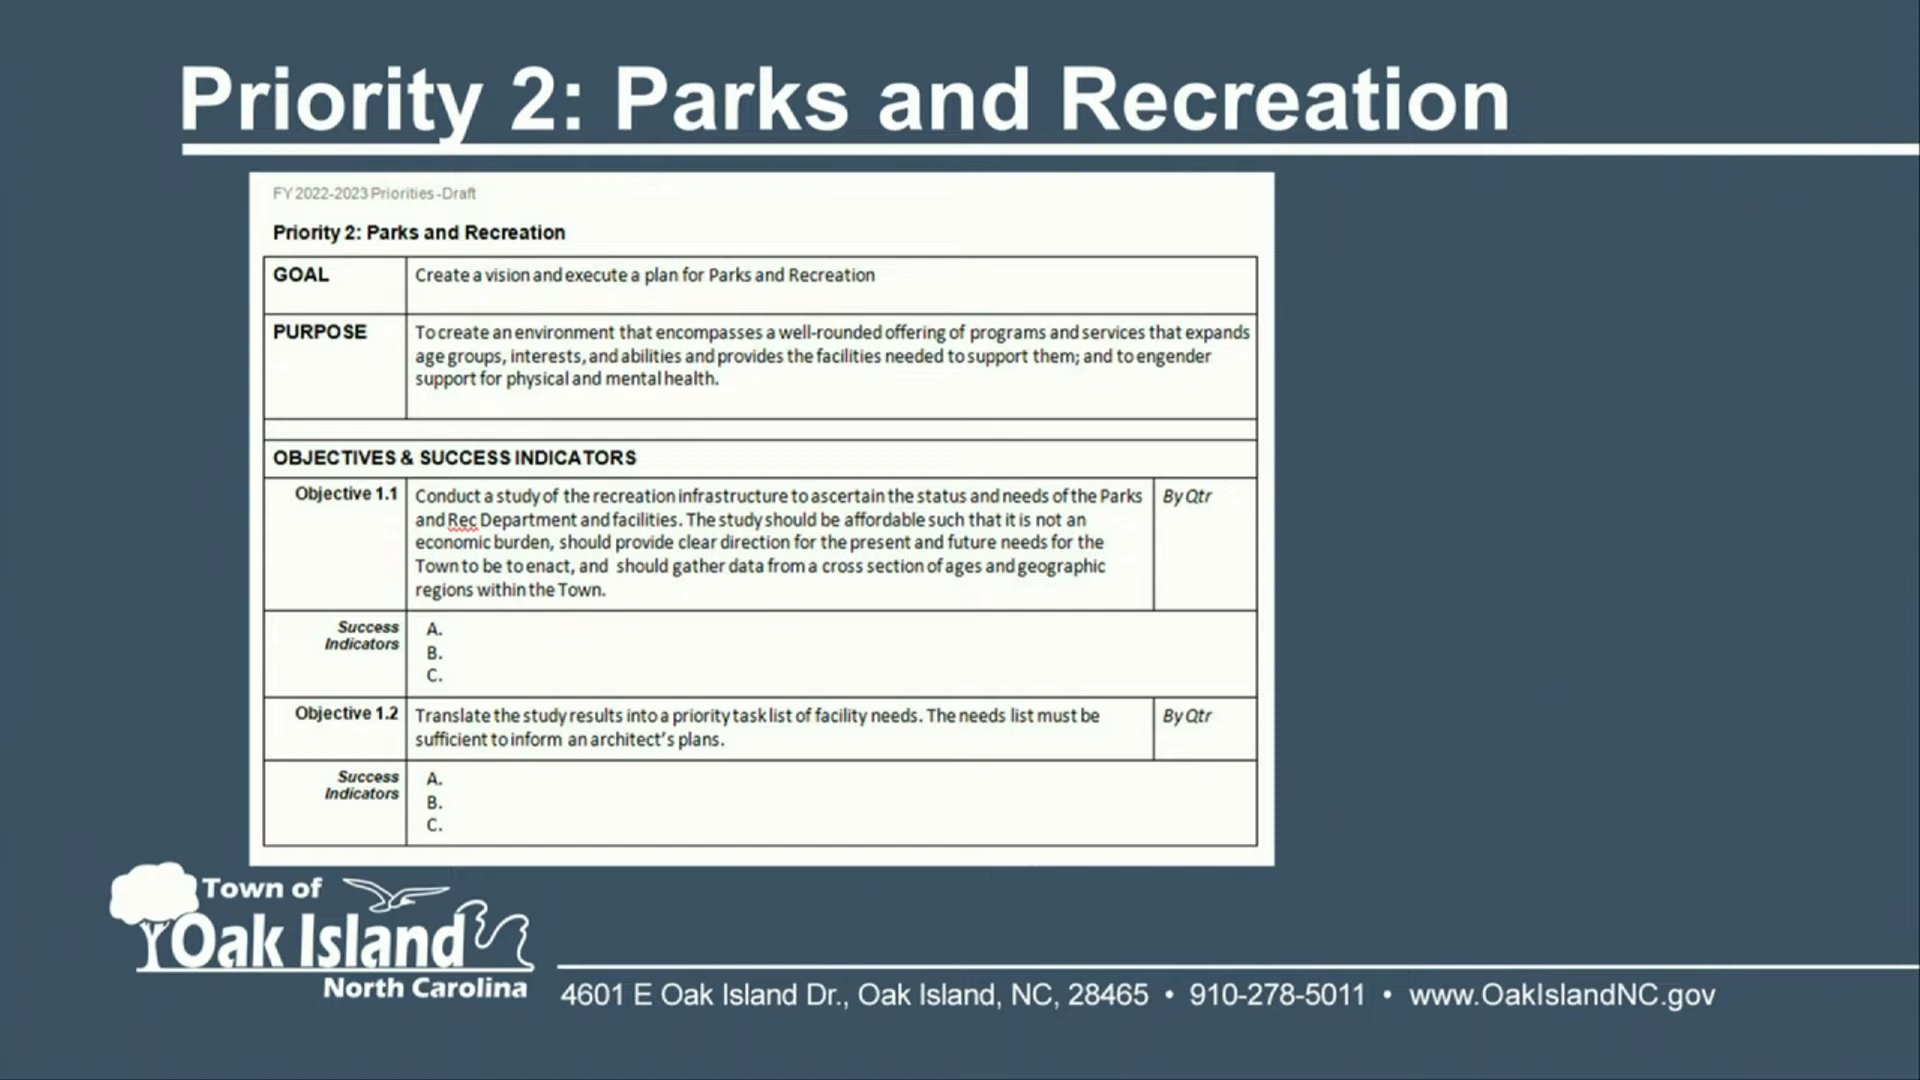 Priority 2: Parks and Recreation
FY 2022-2023 Priorities -Draft
Priority 2: Parks and Recreation
GOAL
Create a vision and execute a plan for Parks and Recreation
PURPOSE
To create an environment that encompasses a well-rounded offering of programs and services that expands
age groups, interests, and abilities and provides the facilities needed to support them; and to engender
support for physical and mental health.
OBJECTIVES & SUCCESS INDICATORS
Objective 1.1
Conduct a study of the recreation infrastructure to ascertain the status and needs of the Parks
and Rec Department and facilities. The study should be affordable such that it is not an
economic burden, should provide clear direction for the present and future needs for the
Town to be to enact, and should gather data from a cross section of ages and geographic
regions within the Town.
By Qtr
Success
Indicators
A.
B.
C.
Objective 1.2
Translate the study results into a priority task list of facility needs. The needs list must be
sufficient to inform an architect's plans.
By Qtr
Success
Indicators
A.
B.
C.
Town of
Oak Island
North Carolina
4601 E Oak Island Dr., Oak Island, NC, 28465 • 910-278-5011 • www.OakIslandNC.gov